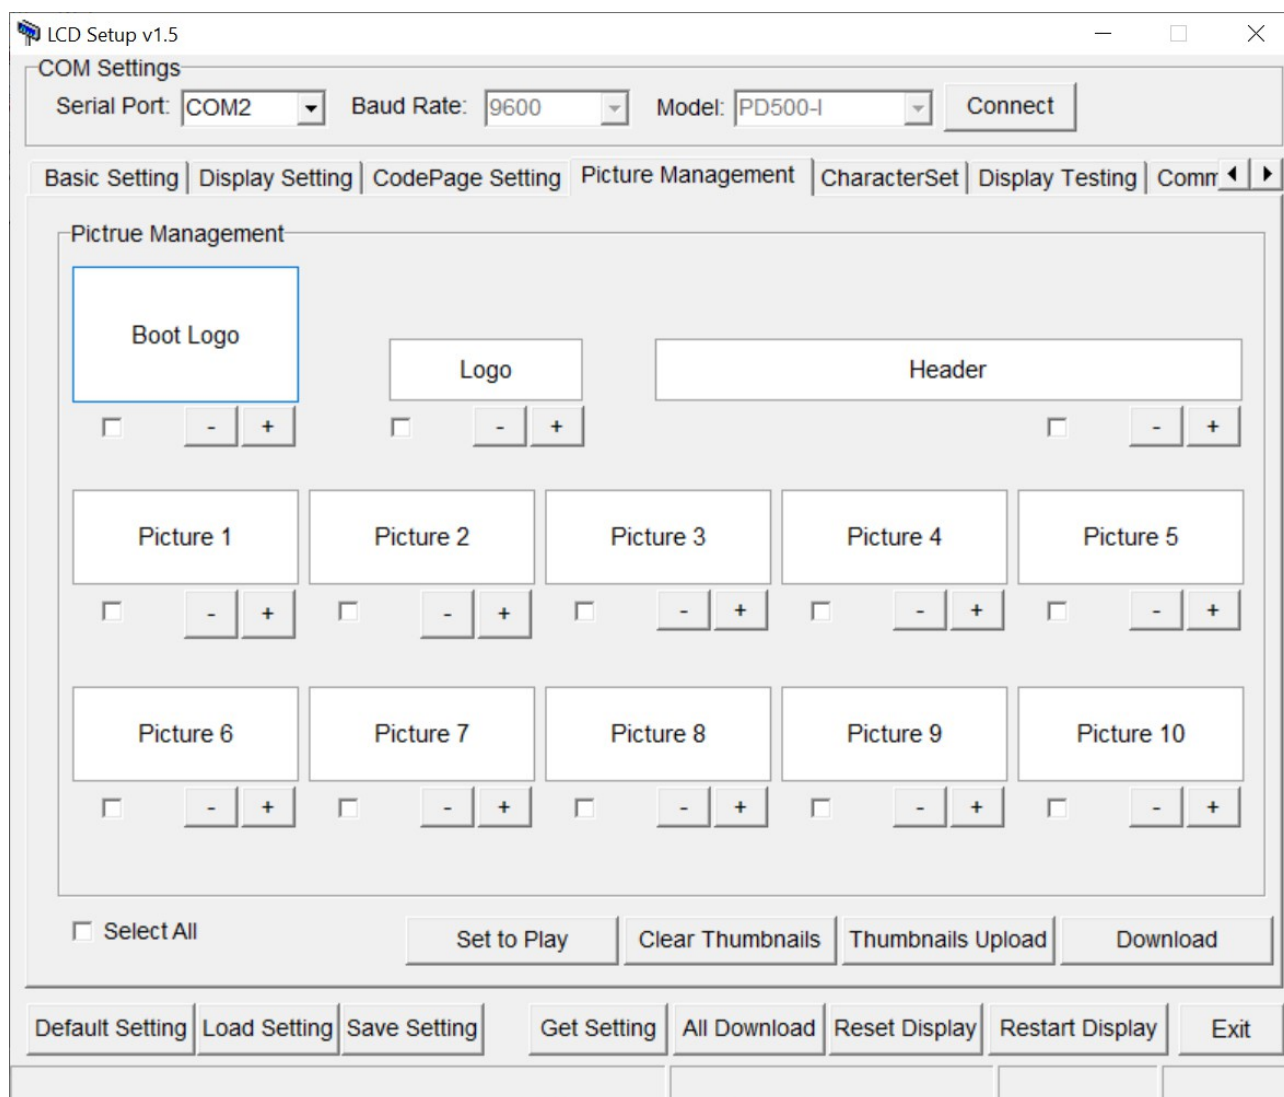 LCD Setup v1.5
COM Settings
Serial Port: COM2 Baud Rate: 9600 Model: PD500-I Connect
Basic Setting Display Setting CodePage Setting Picture Management CharacterSet Display Testing Comm
Pictrue Management
Boot Logo
Logo
Header
- + - + - +
Picture 1 Picture 2 Picture 3 Picture 4 Picture 5
- + - + - + - + - +
Picture 6 Picture 7 Picture 8 Picture 9 Picture 10
- + - + - + - + - +
Select All
Set to Play Clear Thumbnails Thumbnails Upload Download
Default Setting Load Setting Save Setting Get Setting All Download Reset Display Restart Display Exit